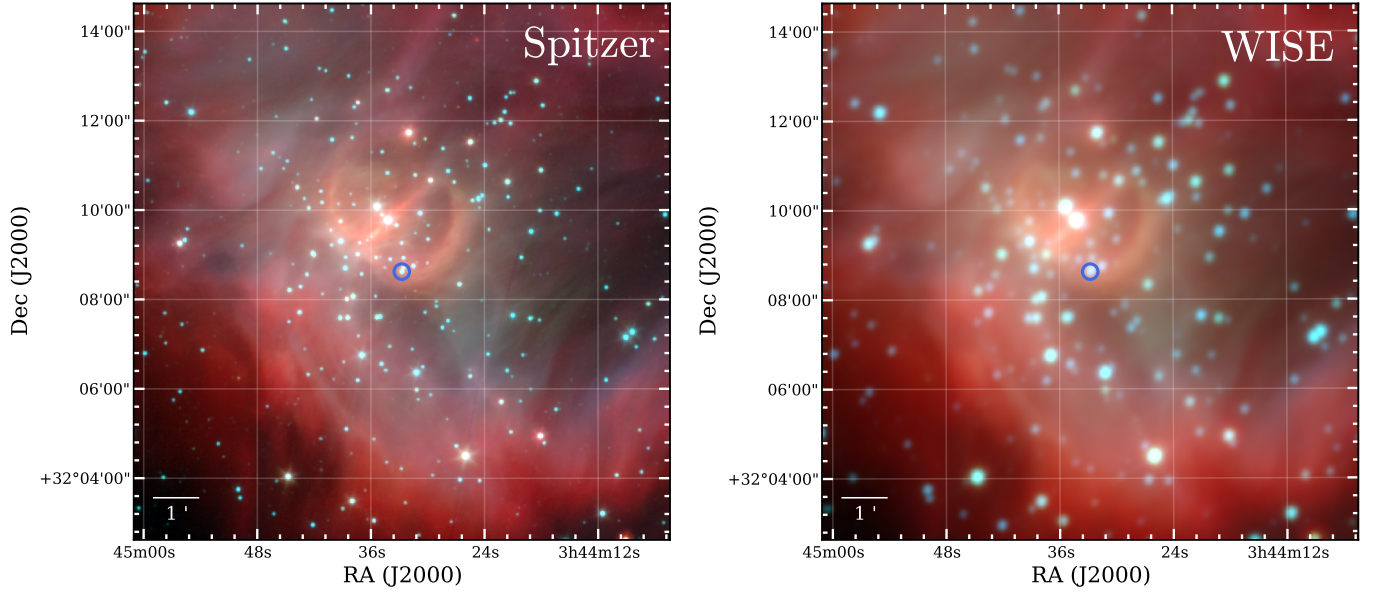 Spitzer
14'00"
12'00"
10'00"
08'00"
06'00"
+32°04'00"
1 '
45m00s 48s 36s 24s 3h44m12s
RA (J2000)
Dec (J2000)
WISE
14'00"
12'00"
10'00"
08'00"
06'00"
+32°04'00"
1 '
45m00s 48s 36s 24s 3h44m12s
RA (J2000)
Dec (J2000)